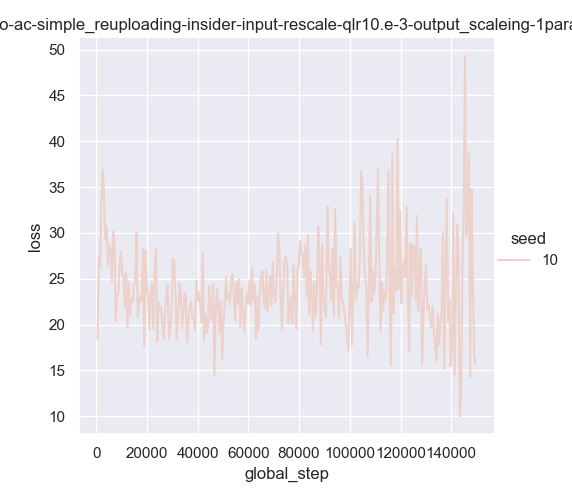 o-ac-simple_reuploading-insider-input-rescale-qlr10.e-3-output_scaleing-1para
50
45
40
35
30
25
20
15
10
loss
0 20000 40000 60000 80000 100000 120000 140000
global_step
seed
10